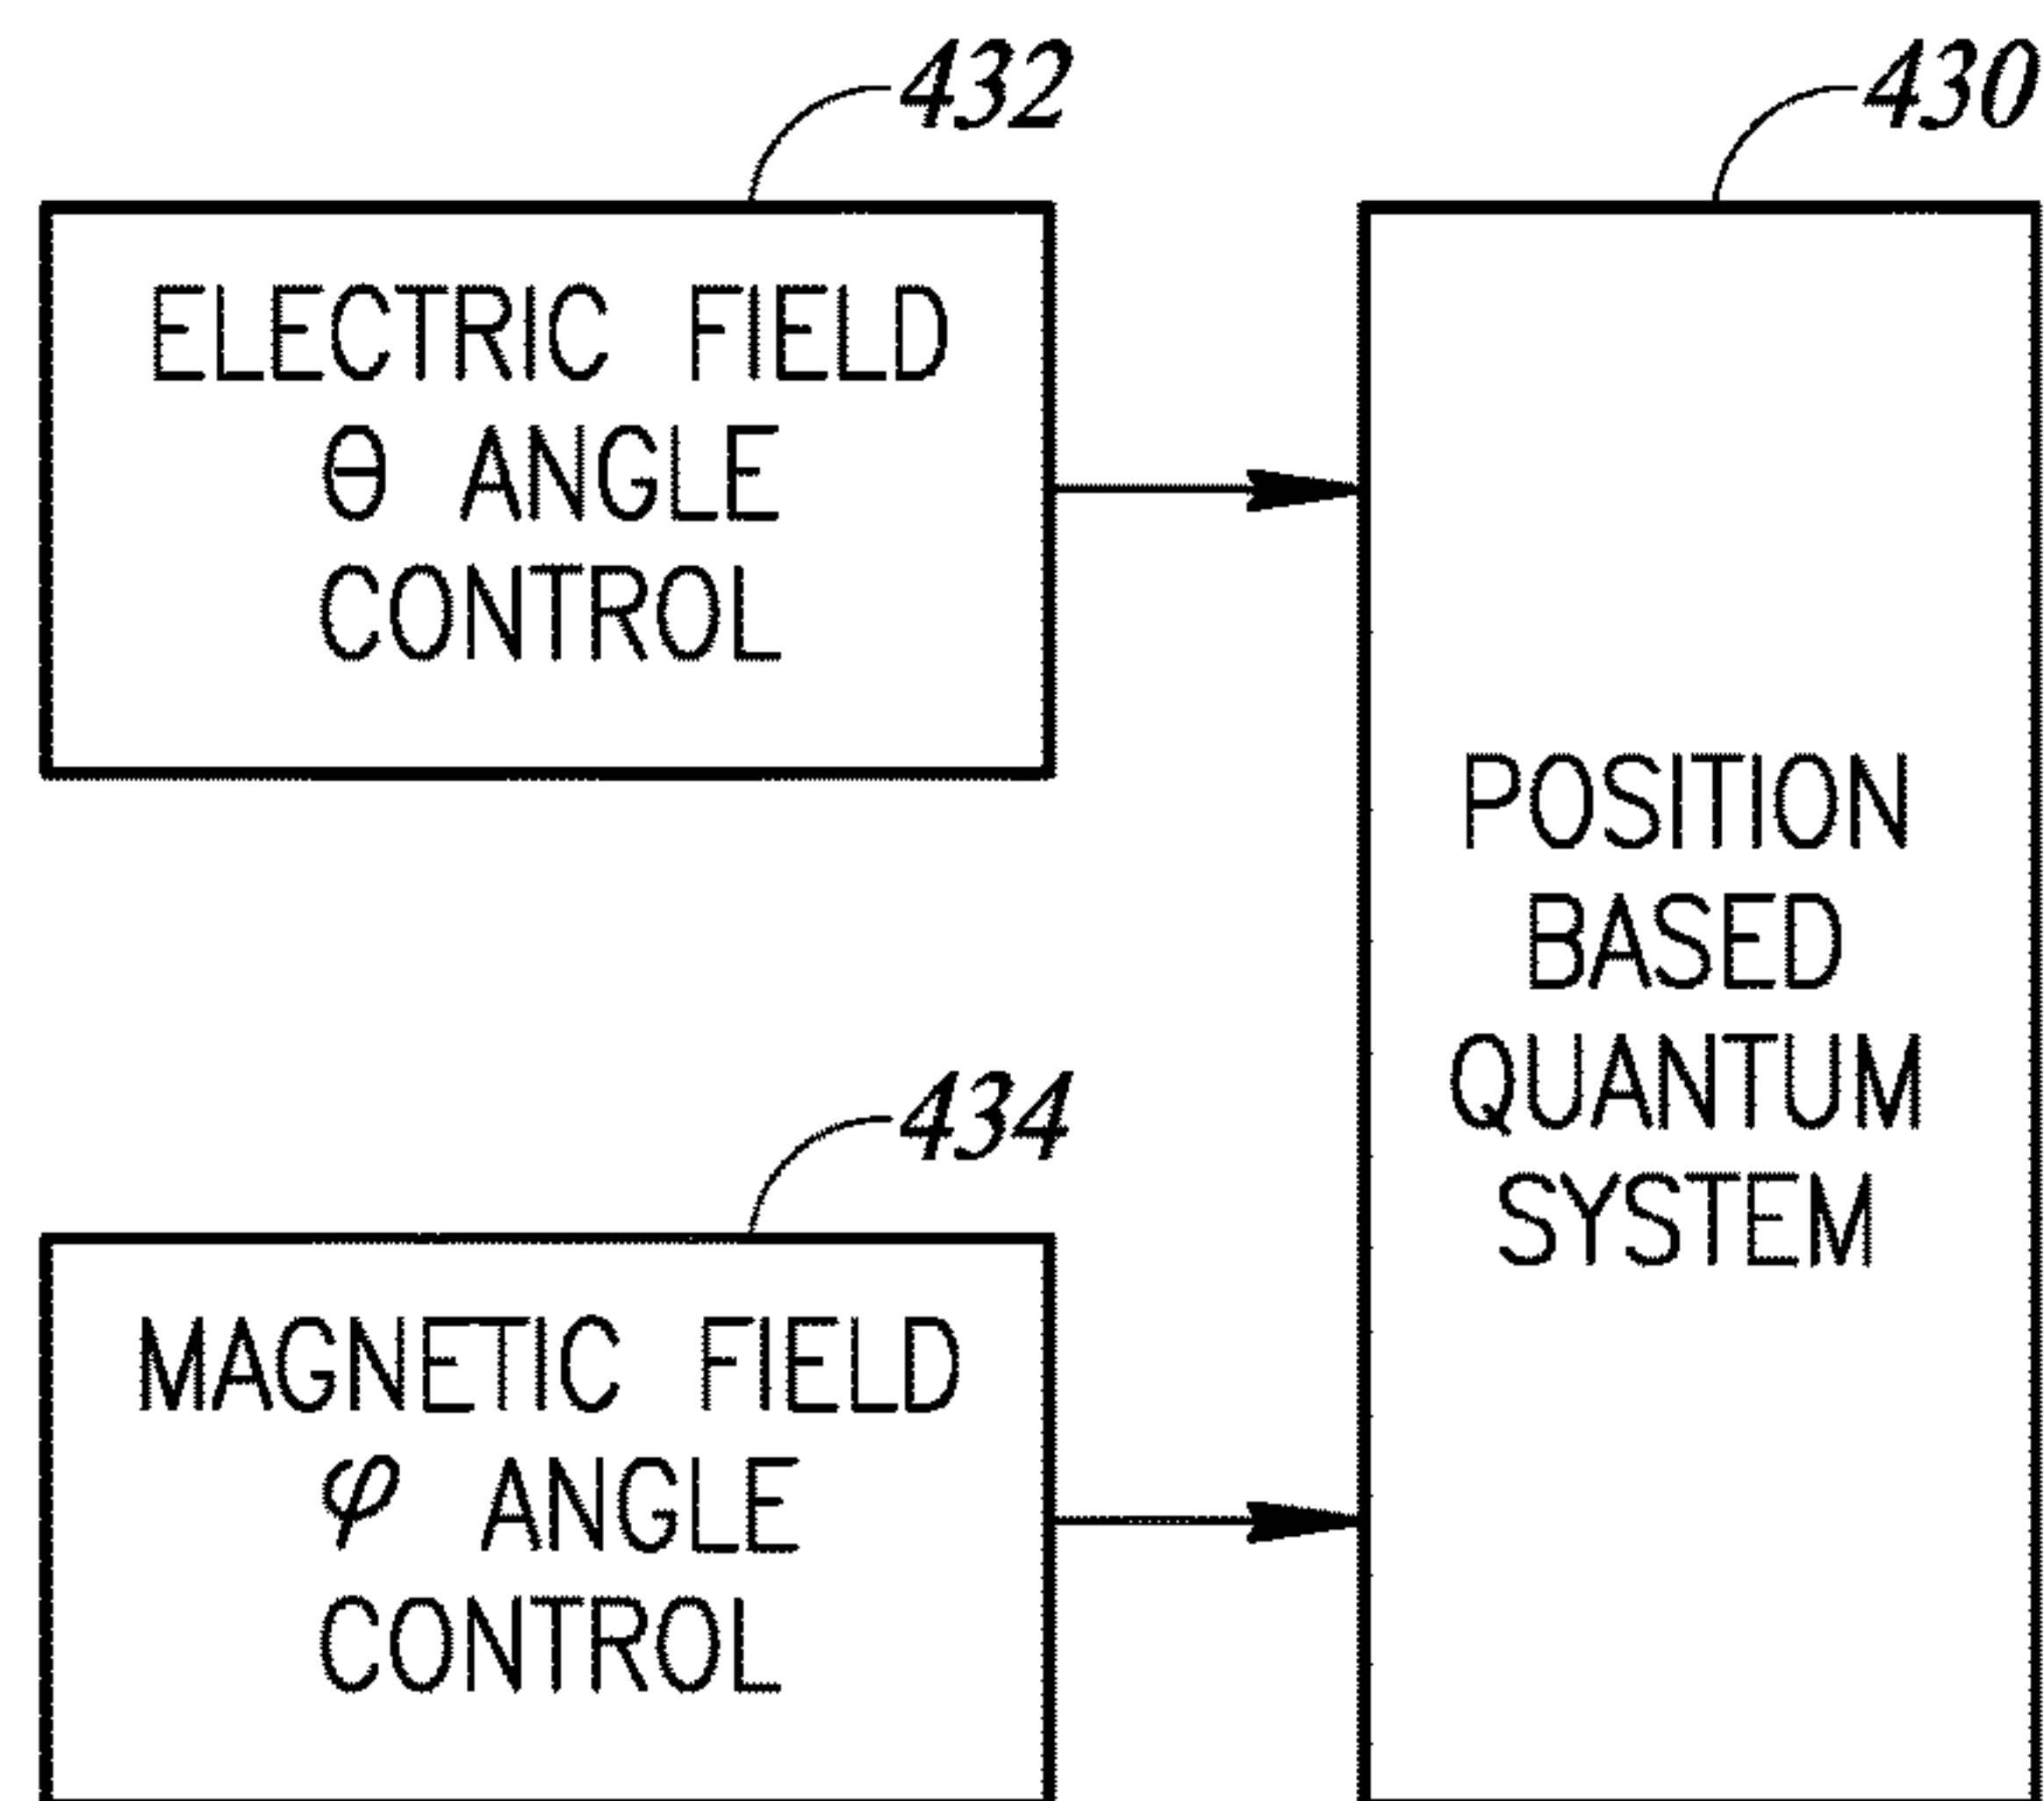 432
430
ELECTRIC FIELD
θ ANGLE
CONTROL
POSITION
BASED
QUANTUM
SYSTEM
434
MAGNETIC FIELD
φ ANGLE
CONTROL